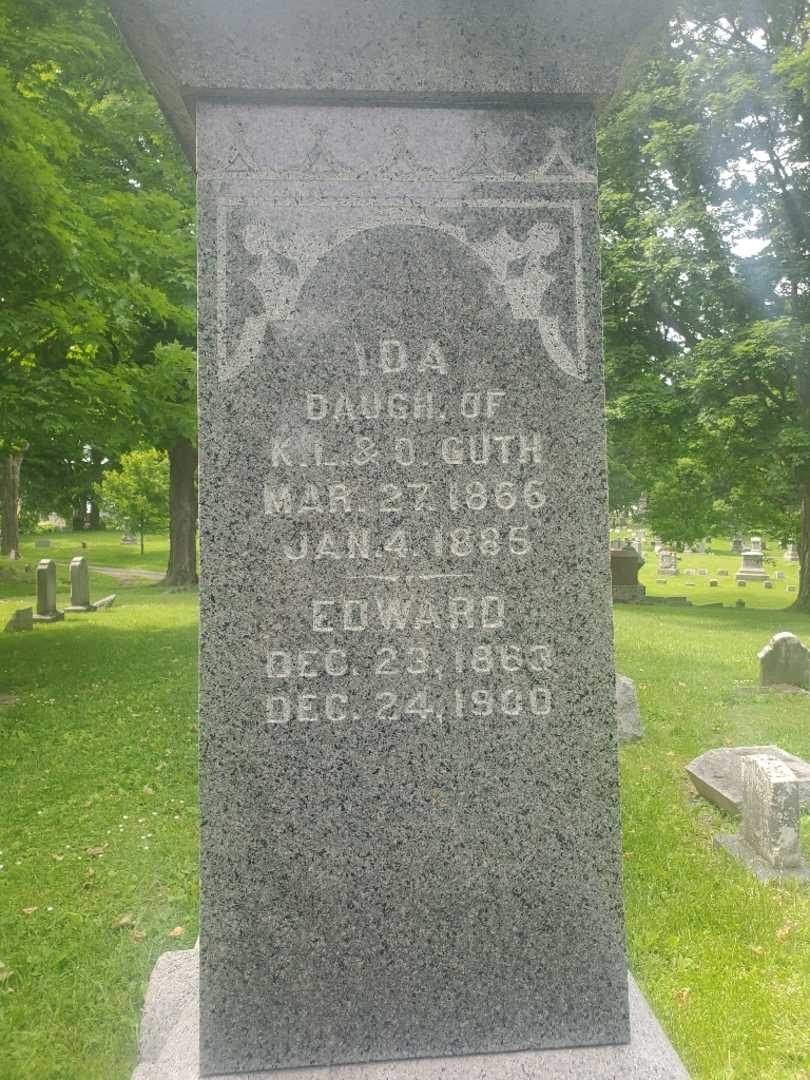 IDA
DAUGH. OF
K. L. & O. GUTH
MAR. 27, 1866
JAN. 4, 1885
EDWARD
DEC. 23, 1863
DEC. 24, 1900